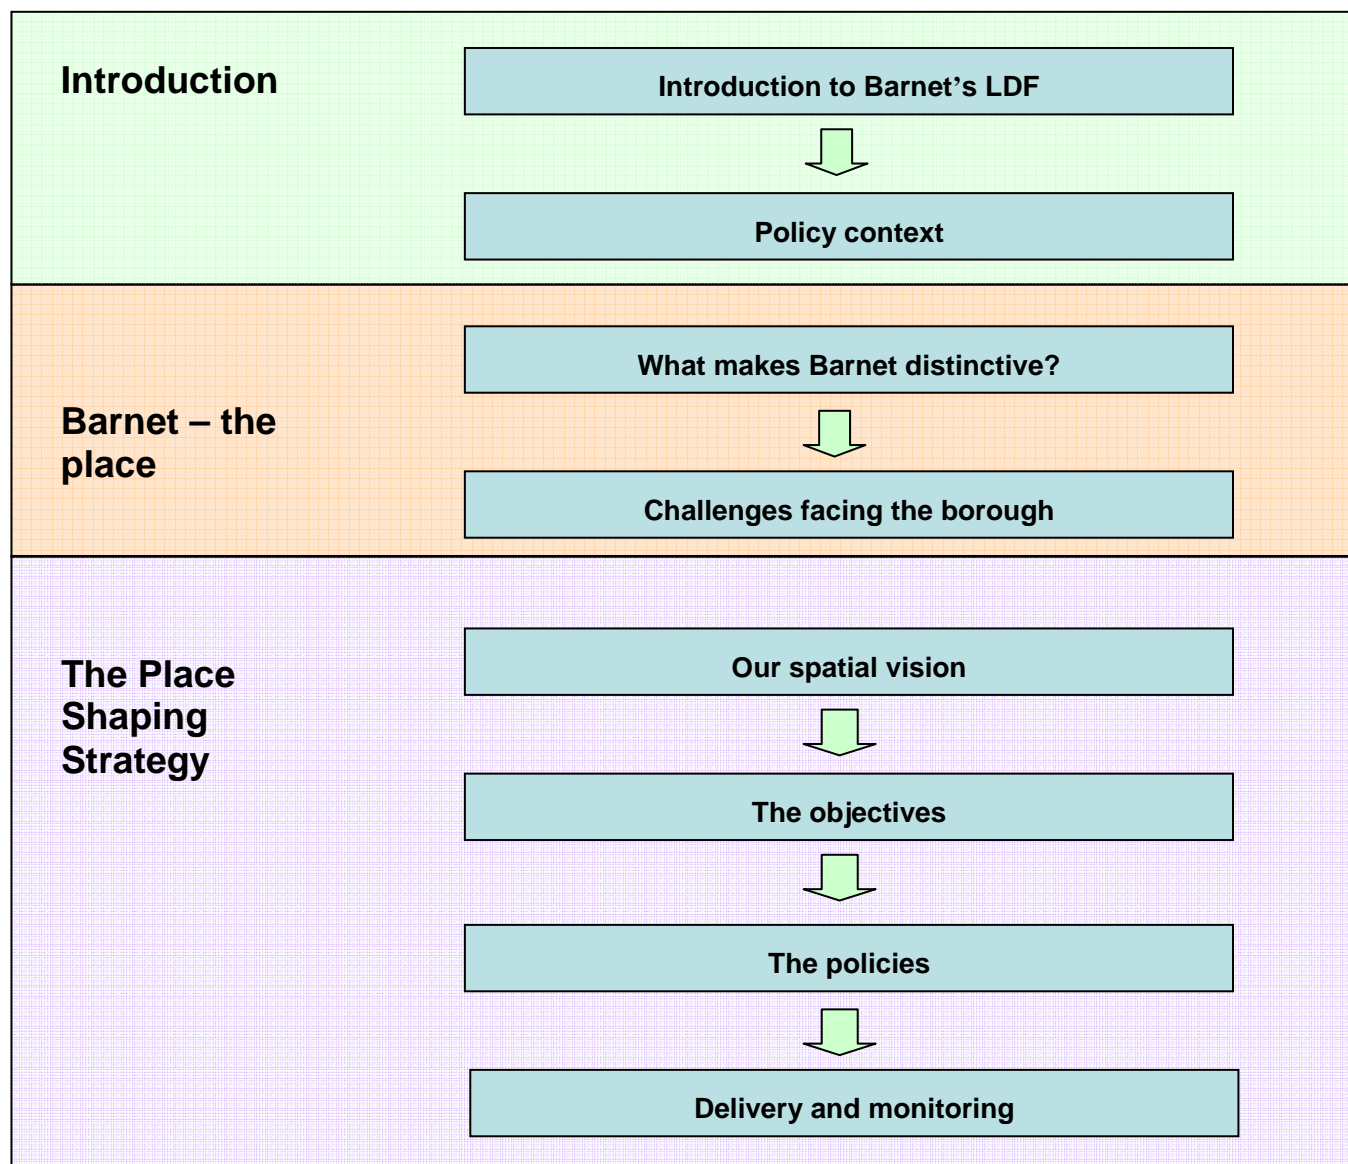 Introduction
Introduction to Barnet’s LDF
Policy context
Barnet – the
place
What makes Barnet distinctive?
Challenges facing the borough
The Place
Shaping
Strategy
Our spatial vision
The objectives
The policies
Delivery and monitoring